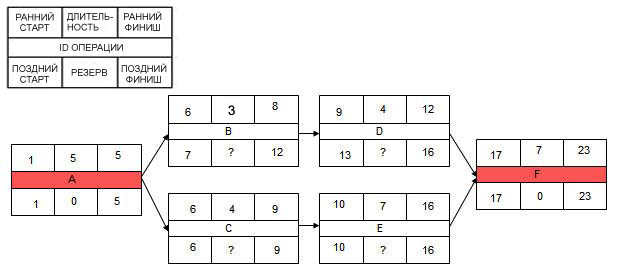 РАННИЙ СТАРТ ДЛИТЕЛЬ-НОСТЬ РАННИЙ ФИНИШ
ID ОПЕРАЦИИ
ПОЗДНИЙ СТАРТ РЕЗЕРВ ПОЗДНИЙ ФИНИШ
6 3 8
B
7 ? 12
9 4 12
D
13 ? 16
1 5 5
A
1 0 5
17 7 23
F
17 0 23
6 4 9
C
6 ? 9
10 7 16
E
10 ? 16